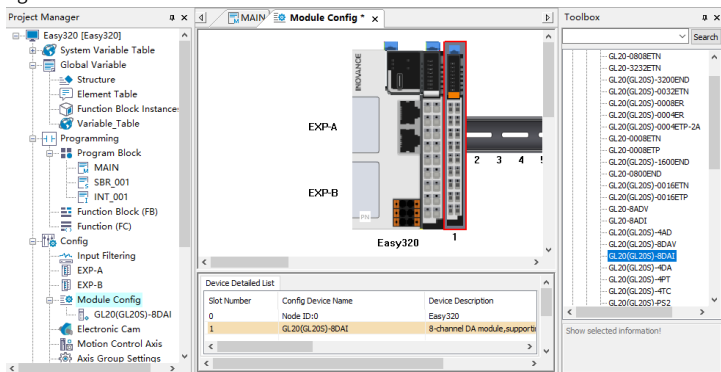 Project Manager
Easy320 [Easy320]
System Variable Table
Global Variable
Structure
Element Table
Function Block Instances
Variable_Table
Programming
Program Block
MAIN
SBR_001
INT_001
Function Block (FB)
Function (FC)
Config
Input Filtering
EXP-A
EXP-B
Module Config
GL20(GL20S)-8DAI
Electronic Cam
Motion Control Axis
Axis Group Settings
MAIN
Module Config *
INOVANCE
EXP-A
EXP-B
PN
2 3 4
Easy320
1
Device Detailed List
Slot Number Config Device Name Device Description
0 Node ID:0 Easy320
1 GL20(GL20S)-8DAI 8-channel DA module,supportin
Toolbox
Search
GL20-0808ETN
GL20-3232ETN
GL20(GL20S)-3200END
GL20(GL20S)-0032ETN
GL20(GL20S)-0008ER
GL20(GL20S)-0004ER
GL20(GL20S)-0004ETP-2A
GL20-0008ETN
GL20-0008ETP
GL20(GL20S)-1600END
GL20-0800END
GL20(GL20S)-0016ETN
GL20(GL20S)-0016ETP
GL20-8ADV
GL20-8ADI
GL20(GL20S)-4AD
GL20(GL20S)-8DAV
GL20(GL20S)-8DAI
GL20(GL20S)-4DA
GL20(GL20S)-4PT
GL20(GL20S)-4TC
GL20(GL20S)-PS2
Show selected information!